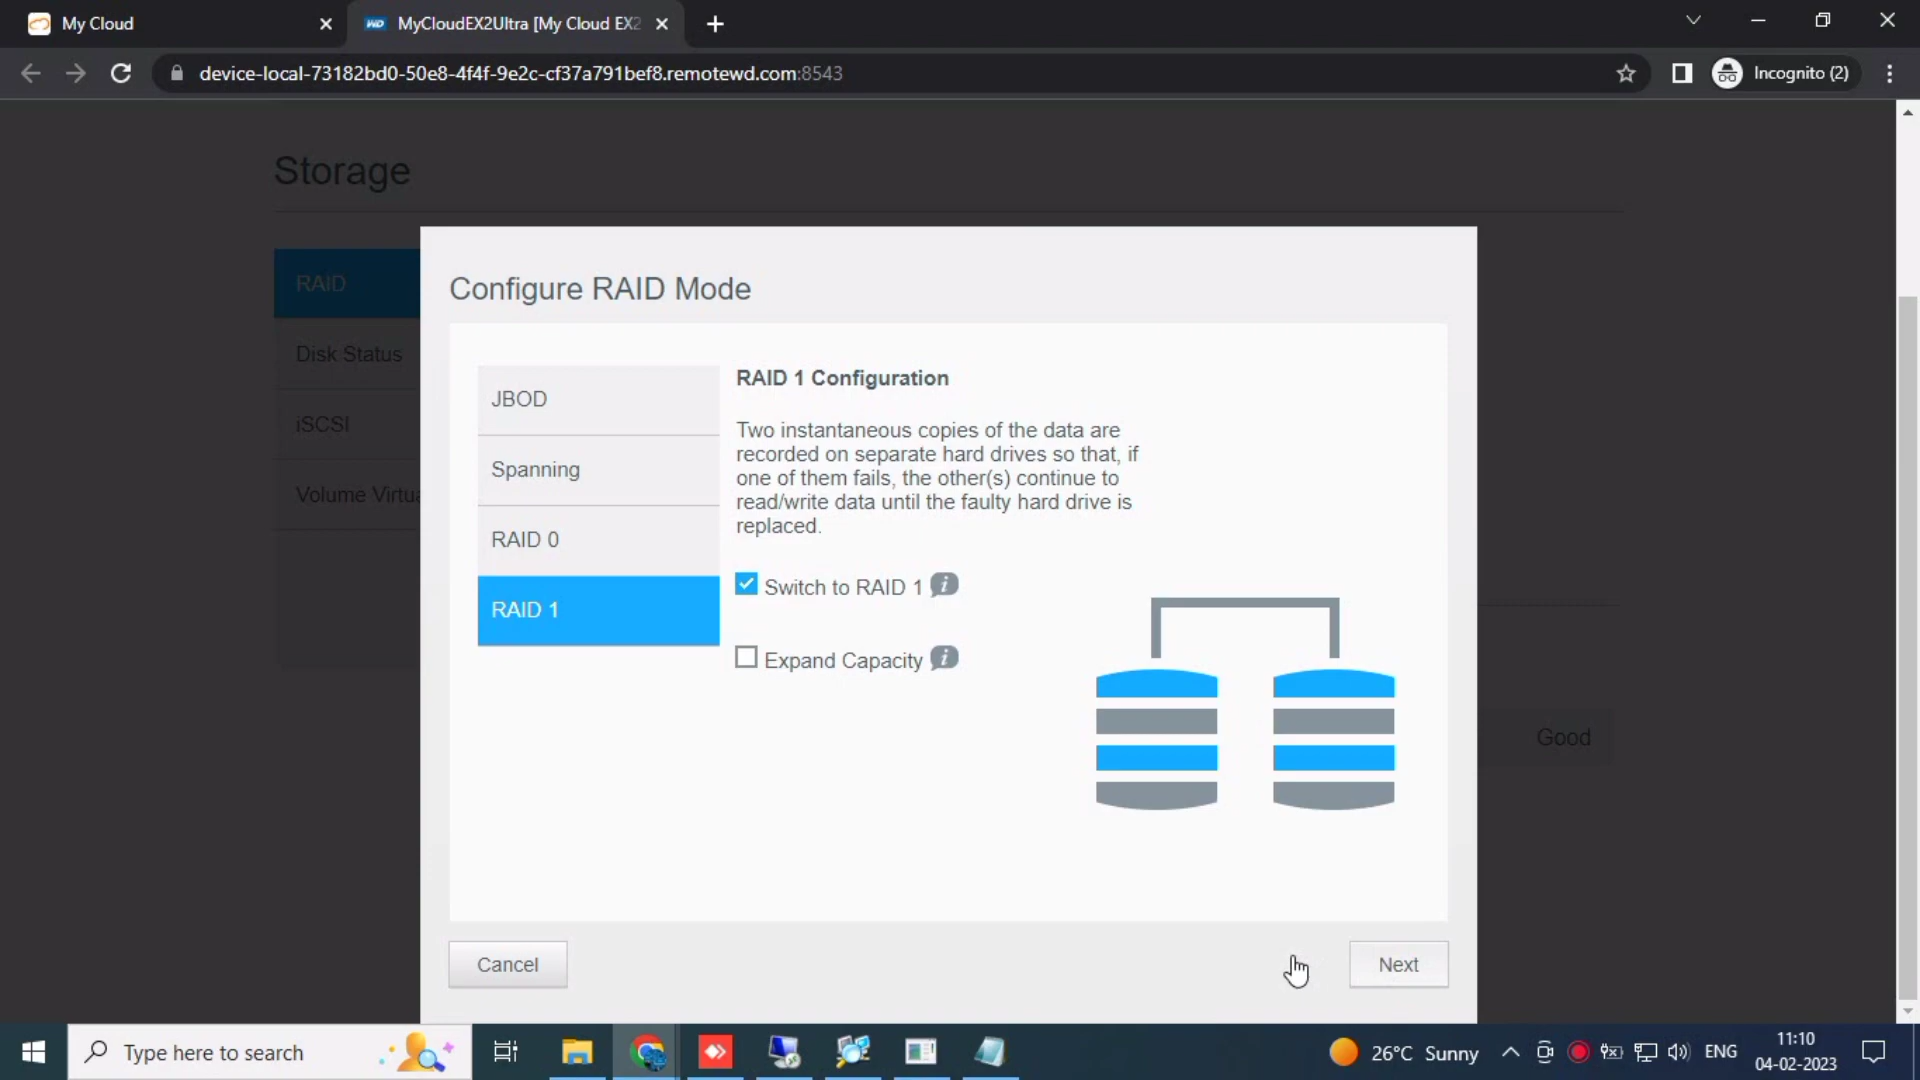 My Cloud
WD MyCloudEX2Ultra [My Cloud EX2
device-local-73182bd0-50e8-4f4f-9e2c-cf37a791bef8.remotewd.com:8543
Incognito (2)
Storage
RAID
Disk Status
iSCSI
Volume Virtua
Good
Configure RAID Mode
JBOD
Spanning
RAID 0
RAID 1
RAID 1 Configuration
Two instantaneous copies of the data are
recorded on separate hard drives so that, if
one of them fails, the other(s) continue to
read/write data until the faulty hard drive is
replaced.
Switch to RAID 1
Expand Capacity
Cancel
Next
Type here to search
26°C Sunny
ENG
11:10
04-02-2023